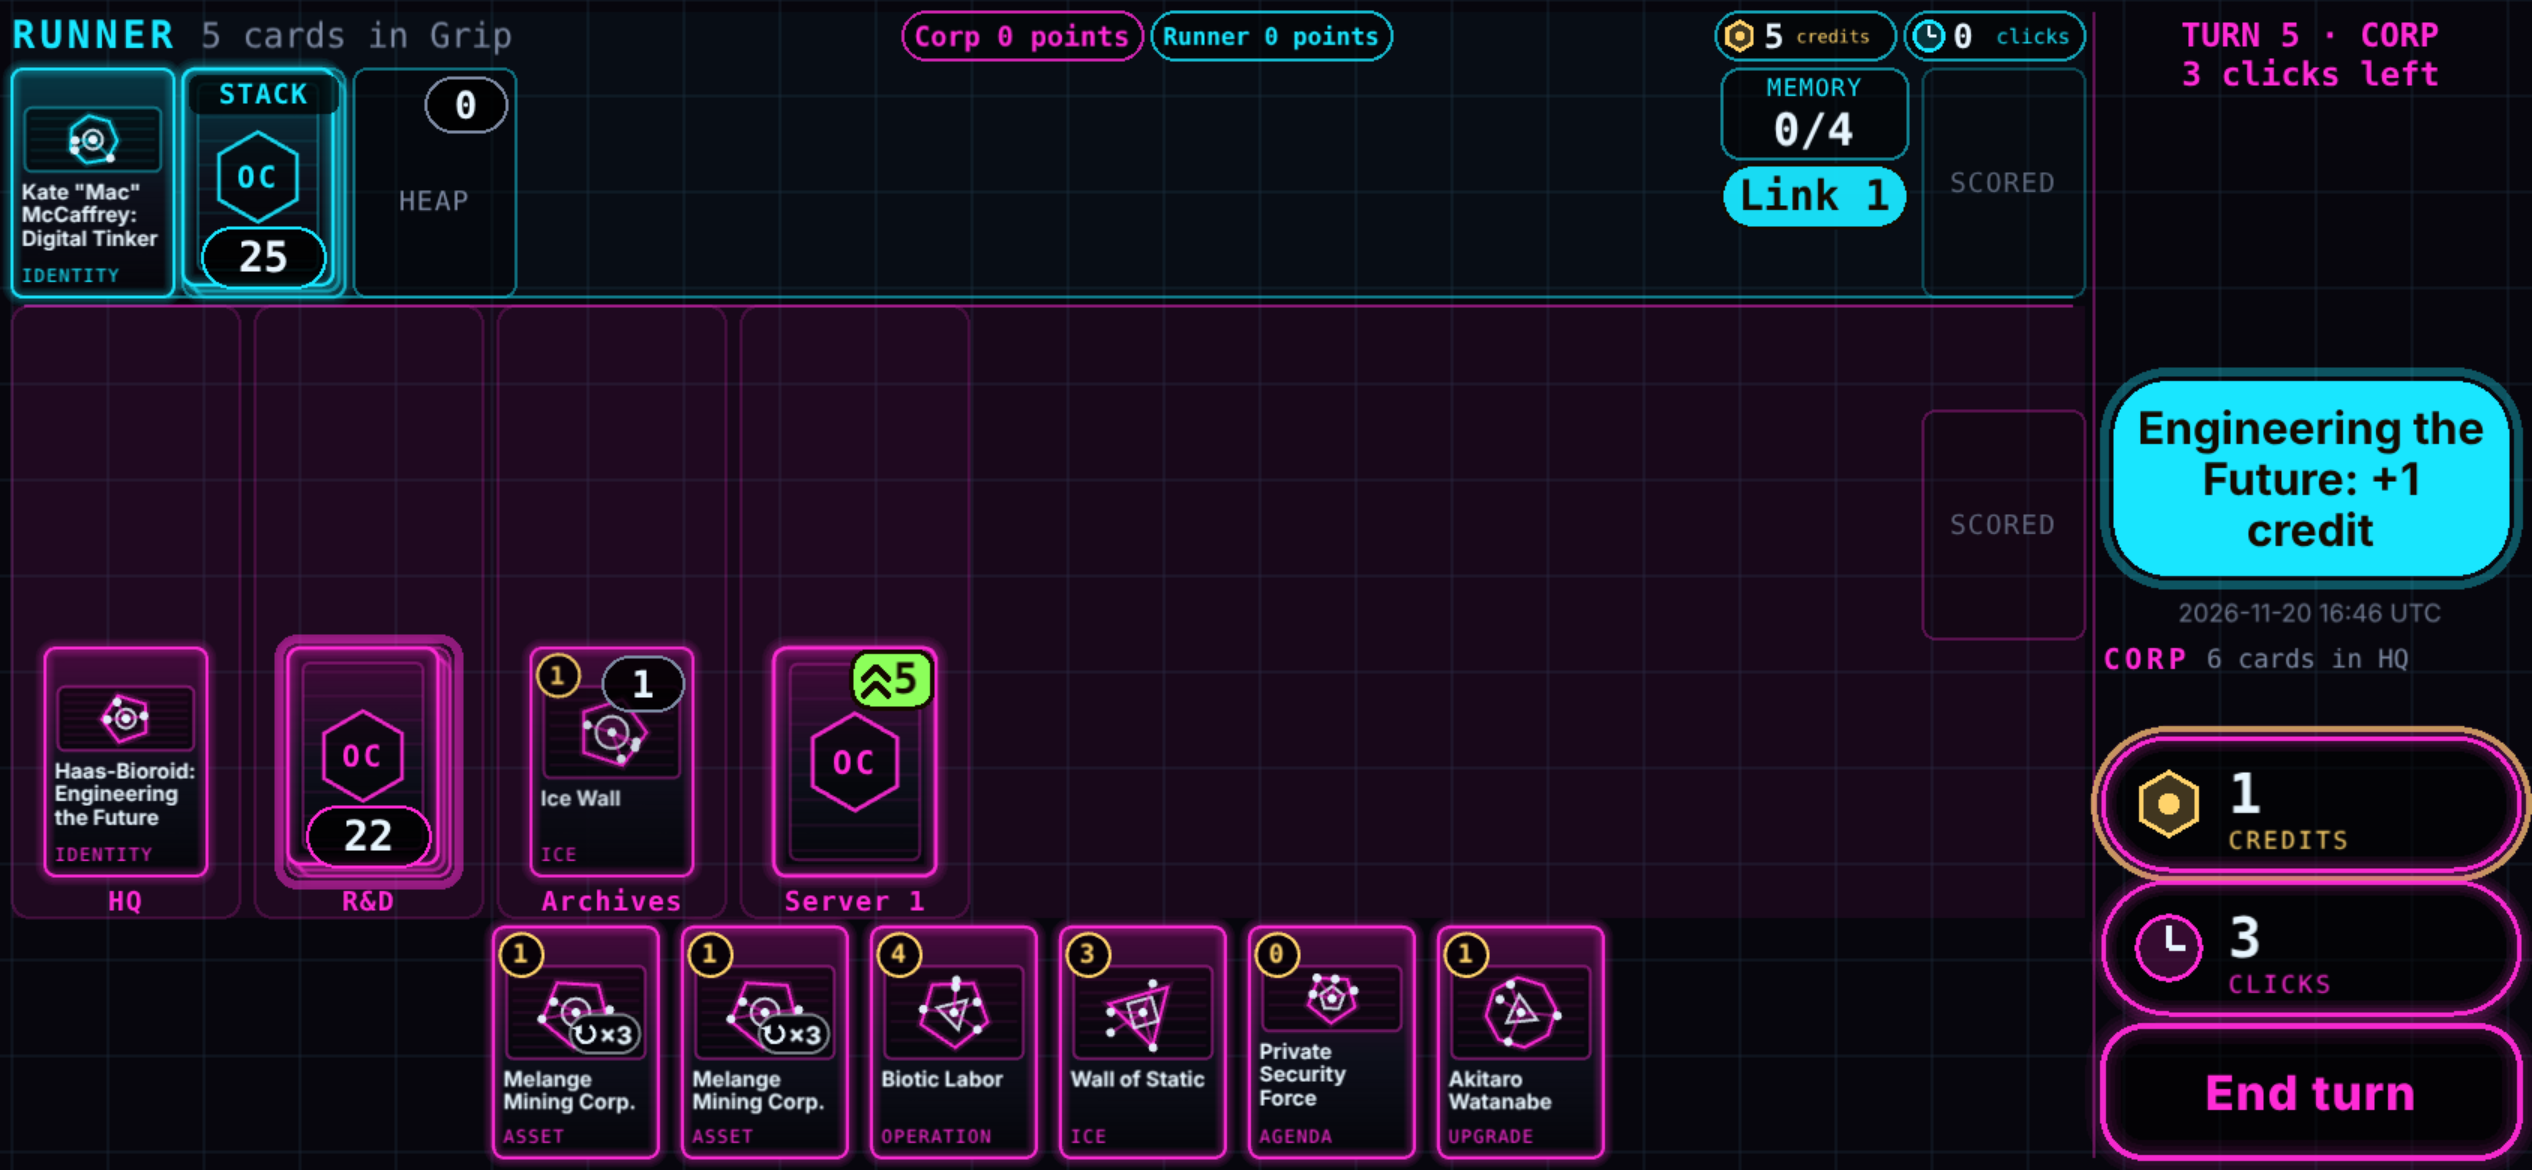 RUNNER 5 cards in Grip
Corp 0 points
Runner 0 points
5 credits
0 clicks
TURN 5 · CORP
3 clicks left
Kate "Mac"
McCaffrey:
Digital Tinker
IDENTITY
STACK
OC
25
0
HEAP
MEMORY
0/4
Link 1
SCORED
Engineering the
Future: +1
credit
2026-11-20 16:46 UTC
CORP 6 cards in HQ
SCORED
Haas-Bioroid:
Engineering
the Future
IDENTITY
HQ
OC
22
R&D
1
1
Ice Wall
ICE
Archives
5
OC
Server 1
1
CREDITS
3
CLICKS
End turn
1
×3
Melange
Mining Corp.
ASSET
1
×3
Melange
Mining Corp.
ASSET
4
Biotic Labor
OPERATION
3
Wall of Static
ICE
0
Private
Security
Force
AGENDA
1
Akitaro
Watanabe
UPGRADE